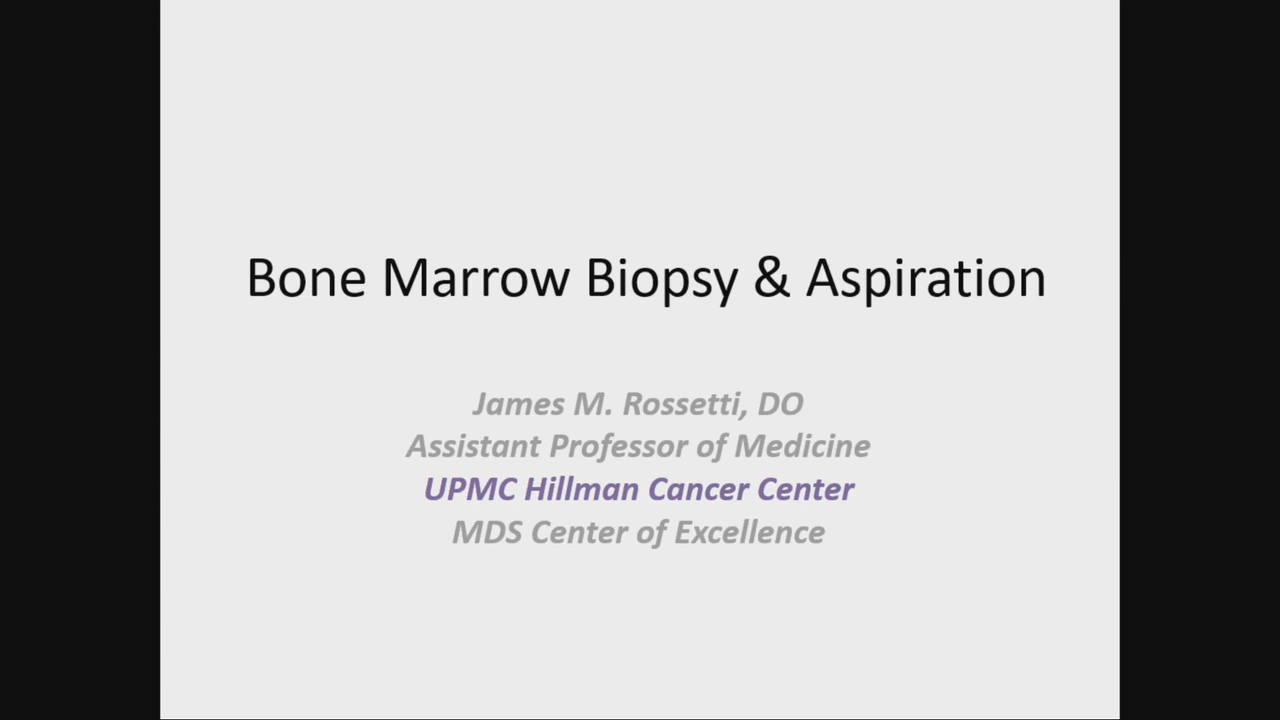 Bone Marrow Biopsy & Aspiration
James M. Rossetti, DO
Assistant Professor of Medicine
UPMC Hillman Cancer Center
MDS Center of Excellence